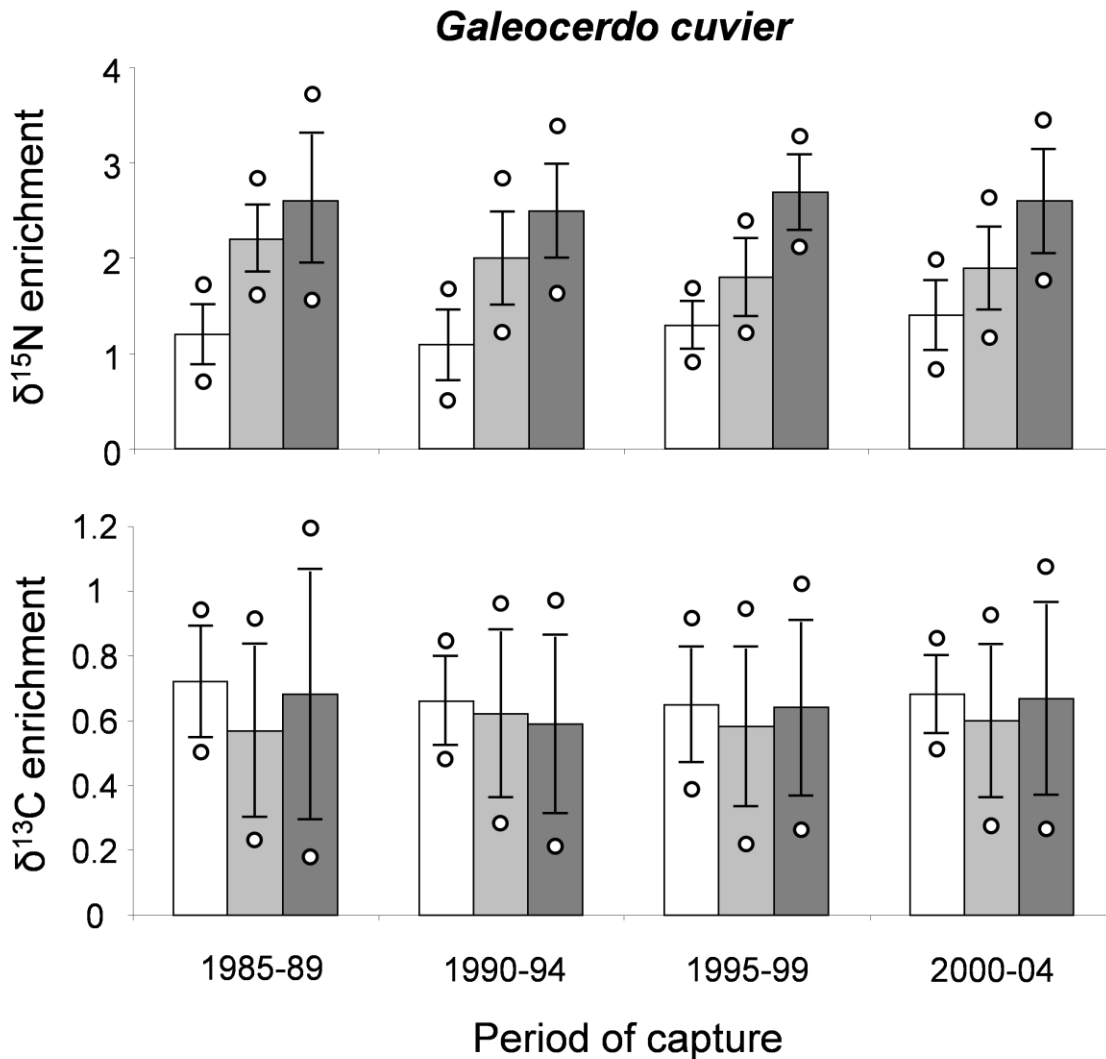 Galeocerdo cuvier
δ¹⁵N enrichment
4
3
2
1
0
δ¹³C enrichment
1.2
1
0.8
0.6
0.4
0.2
0
1985-89 1990-94 1995-99 2000-04
Period of capture